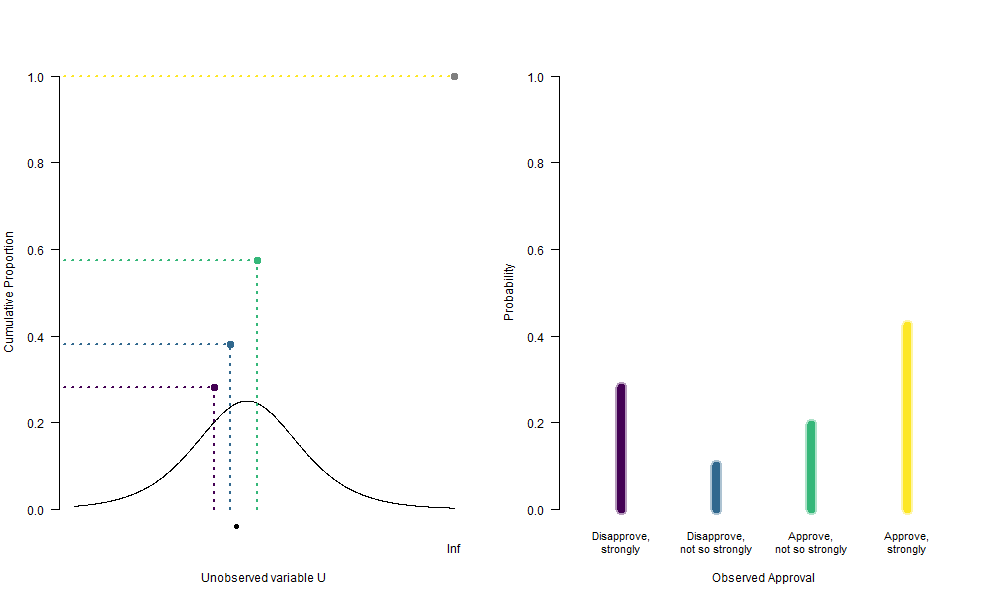 1.0
0.8
0.6
0.4
0.2
0.0
Cumulative Proportion
Inf
Unobserved variable U
1.0
0.8
0.6
0.4
0.2
0.0
Probability
Disapprove,
strongly
Disapprove,
not so strongly
Approve,
not so strongly
Approve,
strongly
Observed Approval